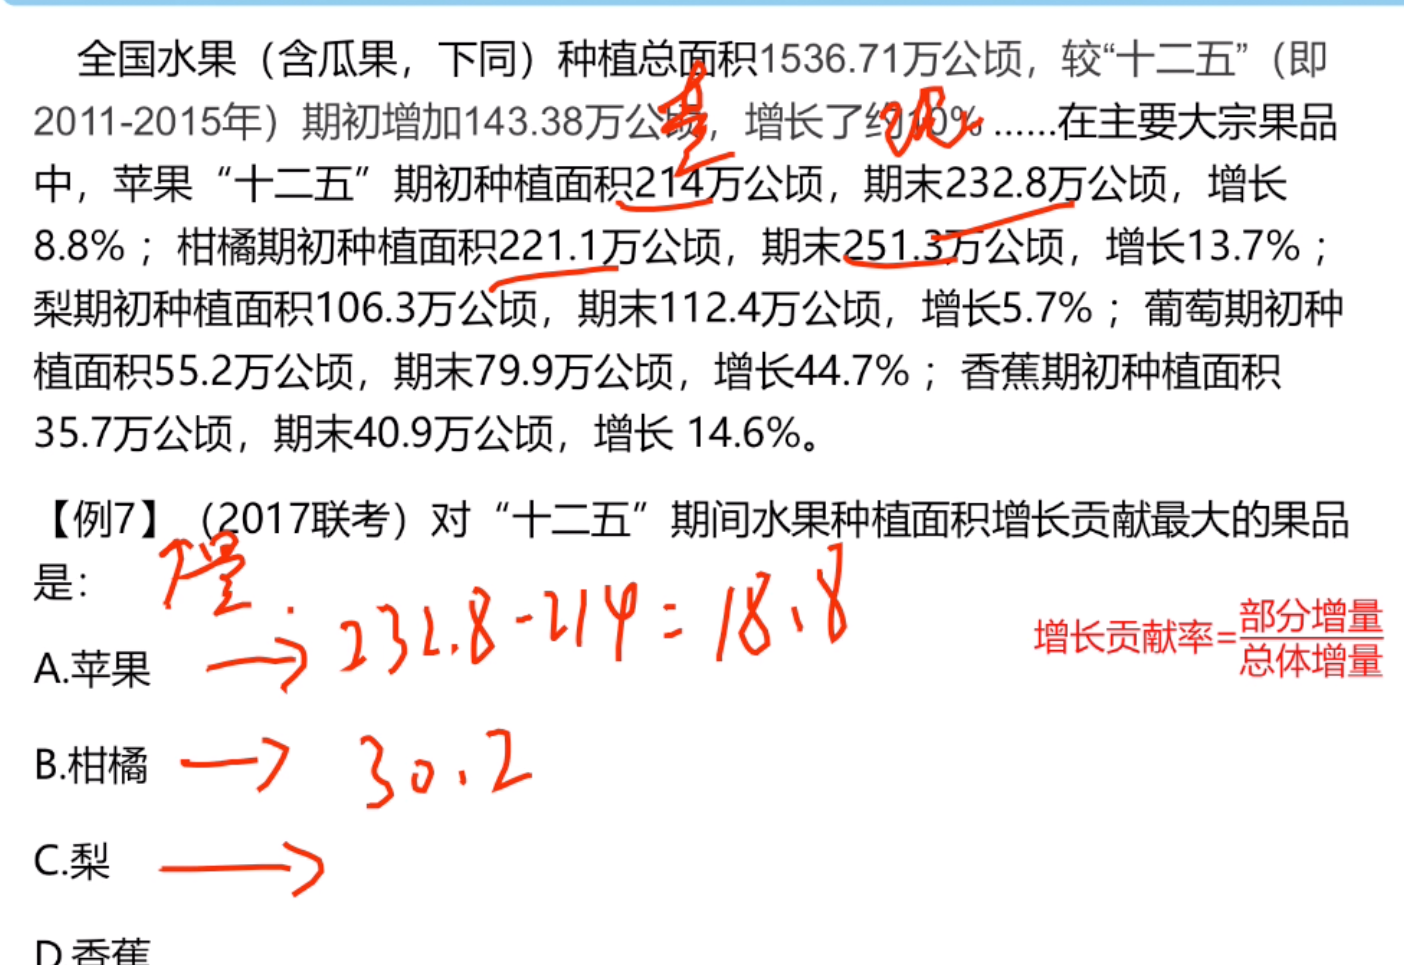 全国水果（含瓜果，下同）种植总面积1536.71万公顷，较“十二五”（即
2011-2015年）期初增加143.38万公顷，增长了约10% ......在主要大宗果品
中，苹果“十二五”期初种植面积214万公顷，期末232.8万公顷，增长
8.8%；柑橘期初种植面积221.1万公顷，期末251.3万公顷，增长13.7%；
梨期初种植面积106.3万公顷，期末112.4万公顷，增长5.7%；葡萄期初种
植面积55.2万公顷，期末79.9万公顷，增长44.7%；香蕉期初种植面积
35.7万公顷，期末40.9万公顷，增长 14.6%。
【例7】（2017联考）对“十二五”期间水果种植面积增长贡献最大的果品
是：
增长贡献率=部分增量
总体增量
A.苹果
232.8-214=18.8
B.柑橘
30.2
C.梨
D.香蕉